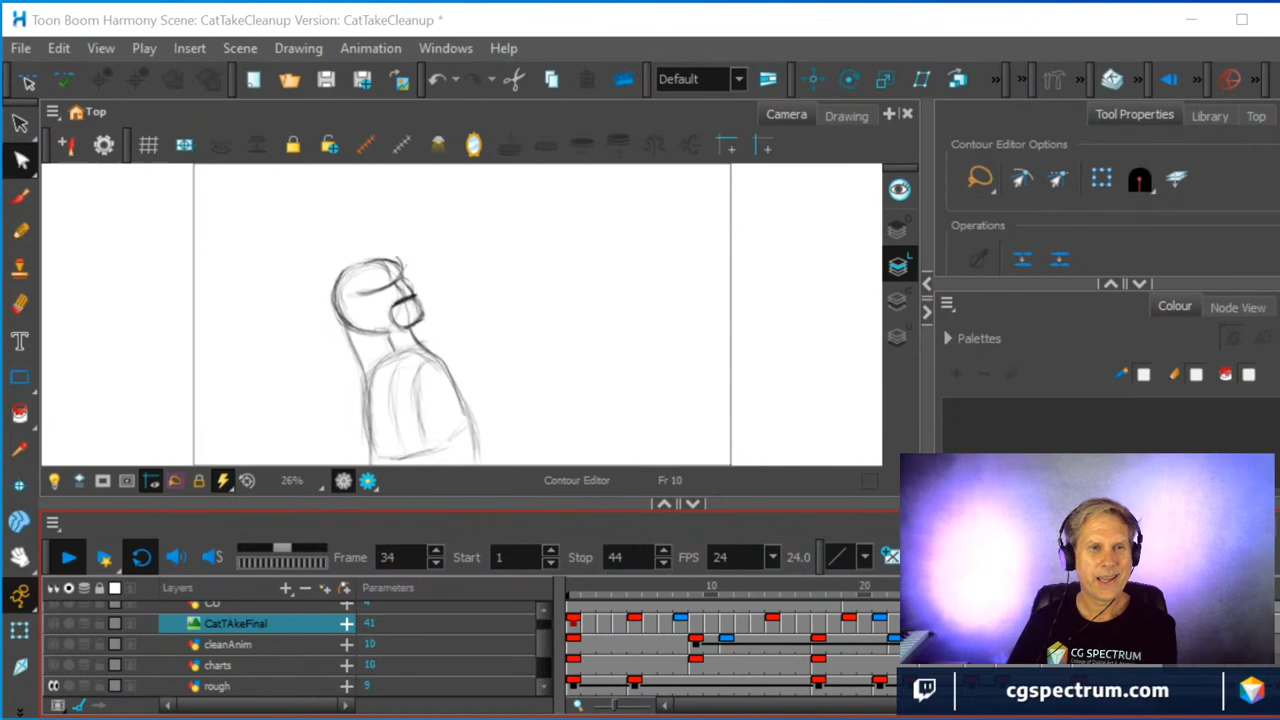 Toon Boom Harmony Scene: CatTakeCleanup Version: CatTakeCleanup *
File Edit View Play Insert Scene Drawing Animation Windows Help
Default
Top
Camera Drawing
Tool Properties Library Top
Contour Editor Options
Operations
Colour Node View
Palettes
26% Contour Editor Fr 10
Frame 34 Start 1 Stop 44 FPS 24 24.0
Layers Parameters
10 20
CatTAkeFinal 41
cleanAnim 10
charts 10
rough 9
CG SPECTRUM
cgspectrum.com